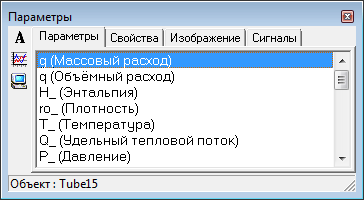 Параметры
A
Параметры Свойства Изображение Сигналы
q (Массовый расход)
q (Объёмный расход)
H_ (Энтальпия)
ro_ (Плотность)
T_ (Температура)
Q_ (Удельный тепловой поток)
P_ (Давление)
Объект : Tube15